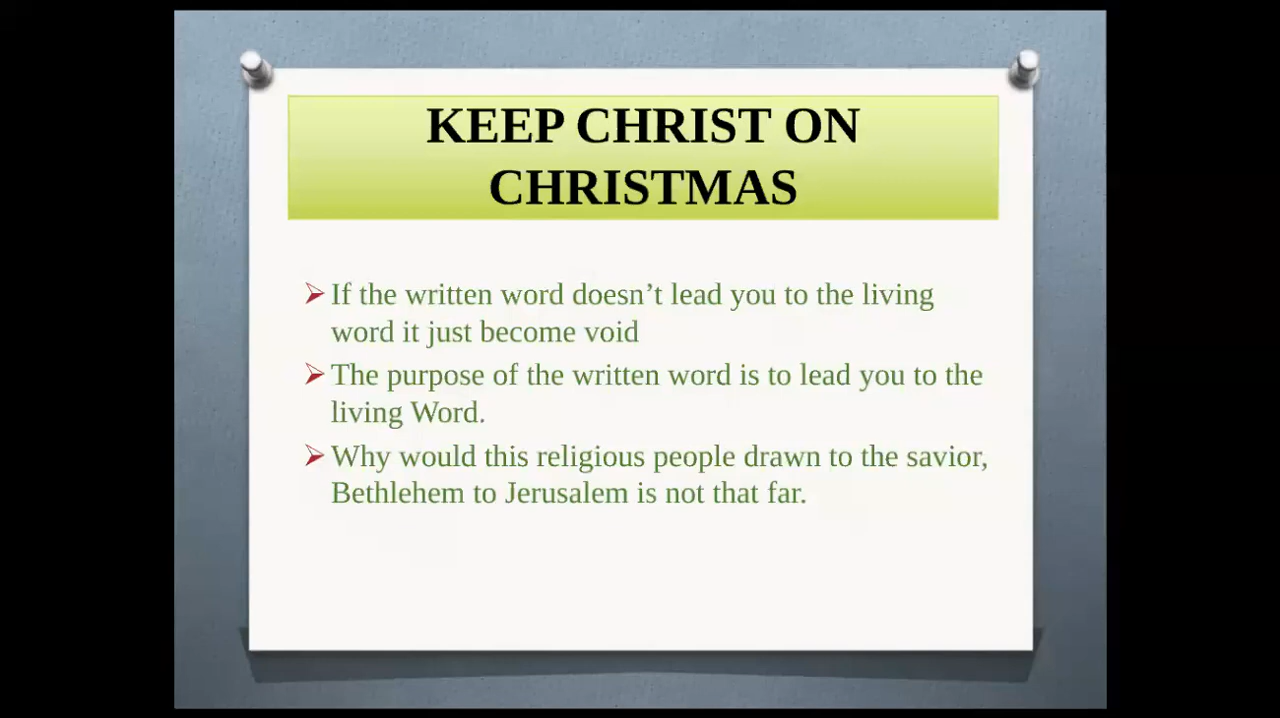 KEEP CHRIST ON
CHRISTMAS
If the written word doesn’t lead you to the living
word it just become void
The purpose of the written word is to lead you to the
living Word.
Why would this religious people drawn to the savior,
Bethlehem to Jerusalem is not that far.